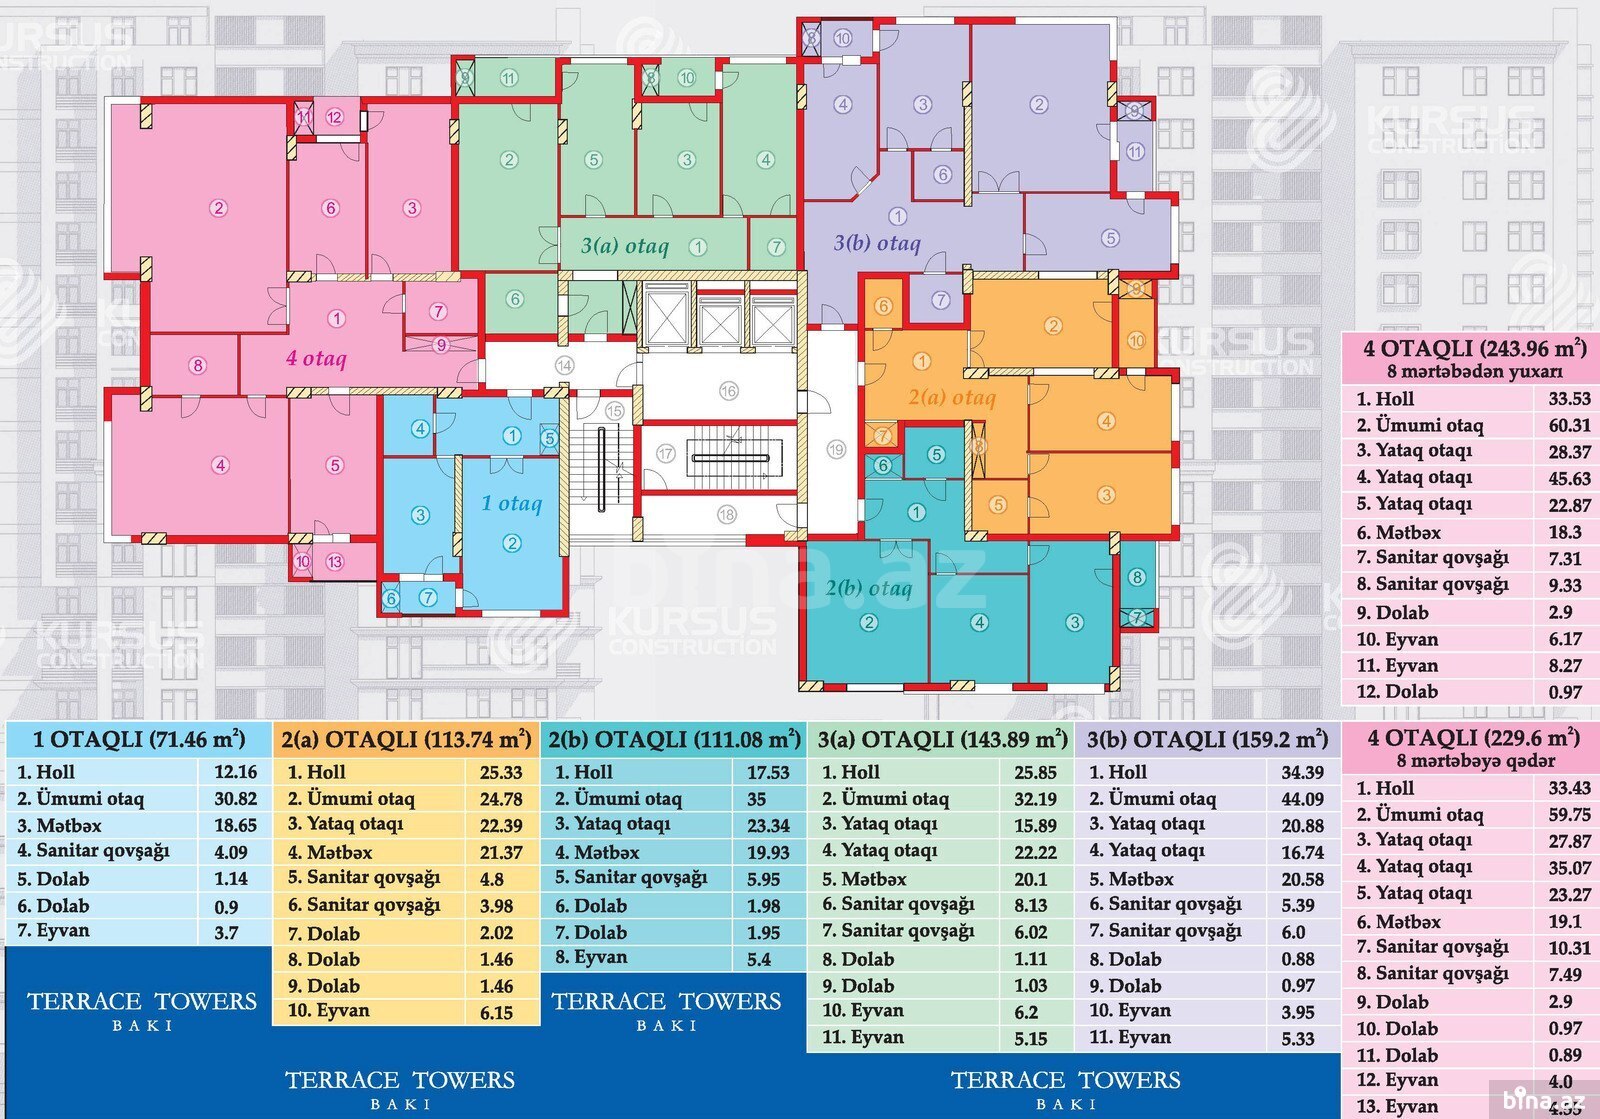 KURSUS
CONSTRUCTION
3(a) otaq
3(b) otaq
4 otaq
2(a) otaq
1 otaq
2(b) otaq
bina.az
KURSUS
CONSTRUCTION
4 OTAQLI (243.96 m²)
8 mərtəbədən yuxarı
1. Holl 33.53
2. Ümumi otaq 60.31
3. Yataq otaqı 28.37
4. Yataq otaqı 45.63
5. Yataq otaqı 22.87
6. Mətbəx 18.3
7. Sanitar qovşağı 7.31
8. Sanitar qovşağı 9.33
9. Dolab 2.9
10. Eyvan 6.17
11. Eyvan 8.27
12. Dolab 0.97
1 OTAQLI (71.46 m²)
1. Holl 12.16
2. Ümumi otaq 30.82
3. Mətbəx 18.65
4. Sanitar qovşağı 4.09
5. Dolab 1.14
6. Dolab 0.9
7. Eyvan 3.7
2(a) OTAQLI (113.74 m²)
1. Holl 25.33
2. Ümumi otaq 24.78
3. Yataq otaqı 22.39
4. Mətbəx 21.37
5. Sanitar qovşağı 4.8
6. Sanitar qovşağı 3.98
7. Dolab 2.02
8. Dolab 1.46
9. Dolab 1.46
10. Eyvan 6.15
2(b) OTAQLI (111.08 m²)
1. Holl 17.53
2. Ümumi otaq 35
3. Yataq otaqı 23.34
4. Mətbəx 19.93
5. Sanitar qovşağı 5.95
6. Dolab 1.98
7. Dolab 1.95
8. Eyvan 5.4
3(a) OTAQLI (143.89 m²)
1. Holl 25.85
2. Ümumi otaq 32.19
3. Yataq otaqı 15.89
4. Yataq otaqı 22.22
5. Mətbəx 20.1
6. Sanitar qovşağı 8.13
7. Sanitar qovşağı 6.02
8. Dolab 1.11
9. Dolab 1.03
10. Eyvan 6.2
11. Eyvan 5.15
3(b) OTAQLI (159.2 m²)
1. Holl 34.39
2. Ümumi otaq 44.09
3. Yataq otaqı 20.88
4. Yataq otaqı 16.74
5. Mətbəx 20.58
6. Sanitar qovşağı 5.39
7. Sanitar qovşağı 6.0
8. Dolab 0.88
9. Dolab 0.97
10. Eyvan 3.95
11. Eyvan 5.33
4 OTAQLI (229.6 m²)
8 mərtəbəyə qədər
1. Holl 33.43
2. Ümumi otaq 59.75
3. Yataq otaqı 27.87
4. Yataq otaqı 35.07
5. Yataq otaqı 23.27
6. Mətbəx 19.1
7. Sanitar qovşağı 10.31
8. Sanitar qovşağı 7.49
9. Dolab 2.9
10. Dolab 0.97
11. Dolab 0.89
12. Eyvan 4.0
13. Eyvan
TERRACE TOWERS
BAKI
TERRACE TOWERS
BAKI
TERRACE TOWERS
BAKI
TERRACE TOWERS
BAKI
bina.az